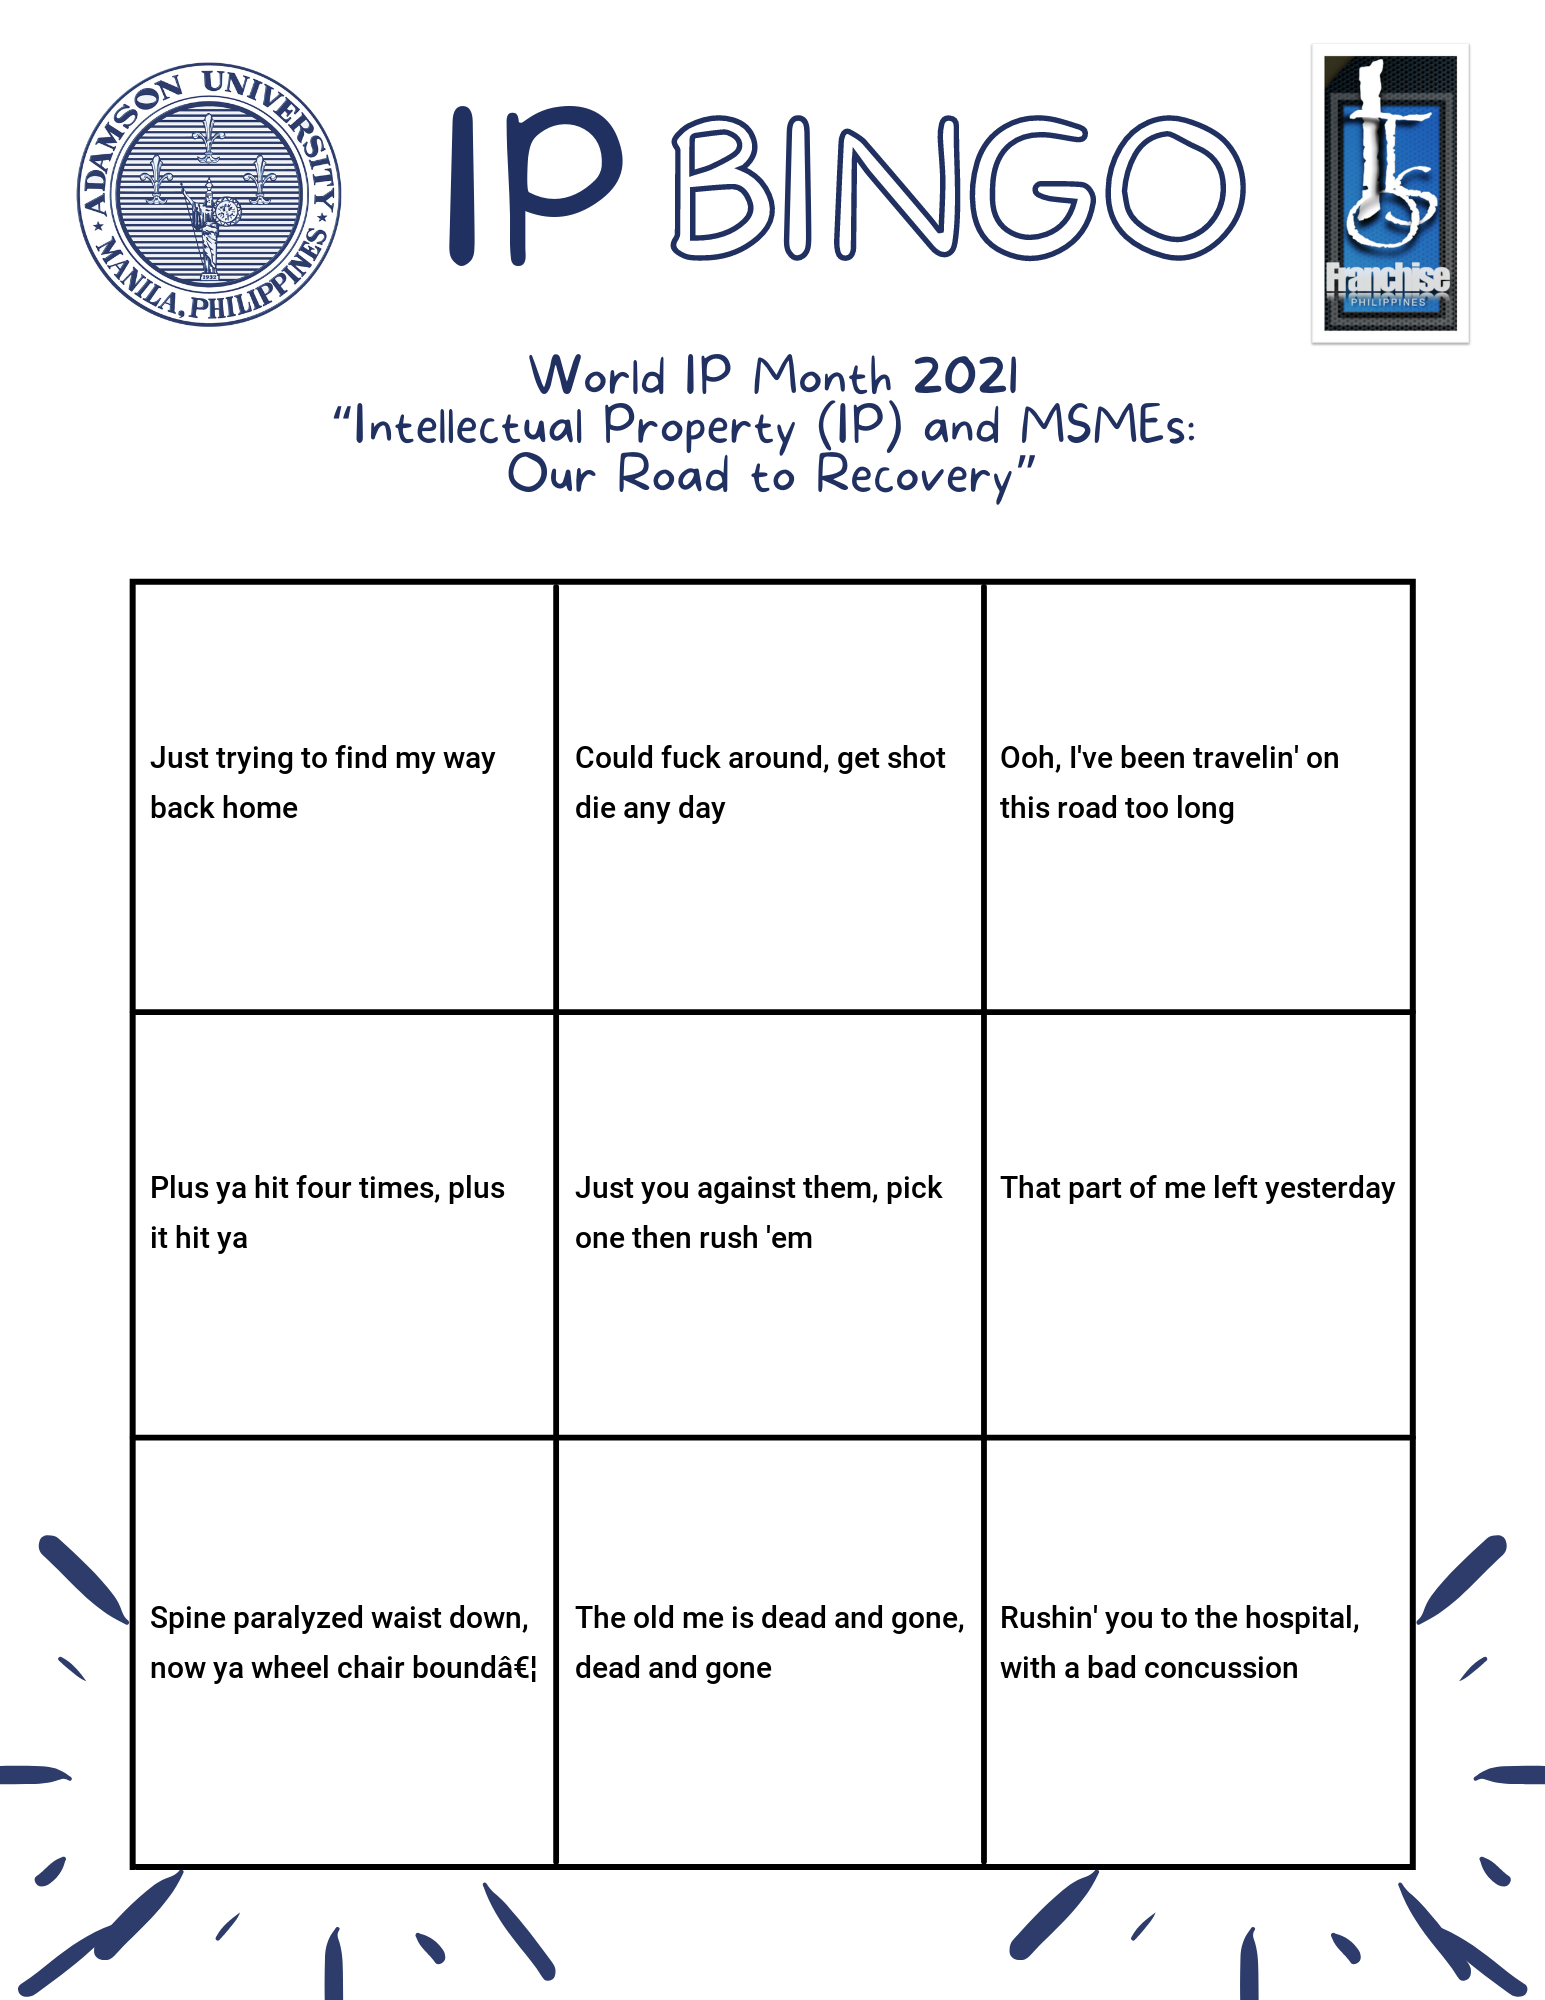 ADAMSON UNIVERSITY
MANILA, PHILIPPINES
1932
IP BINGO
ITS
Franchise
PHILIPPINES
World IP Month 2021
“Intellectual Property (IP) and MSMEs:
Our Road to Recovery”
Just trying to find my way
back home
Could fuck around, get shot
die any day
Ooh, I've been travelin' on
this road too long
Plus ya hit four times, plus
it hit ya
Just you against them, pick
one then rush 'em
That part of me left yesterday
Spine paralyzed waist down,
now ya wheel chair boundâ€¦
The old me is dead and gone,
dead and gone
Rushin' you to the hospital,
with a bad concussion